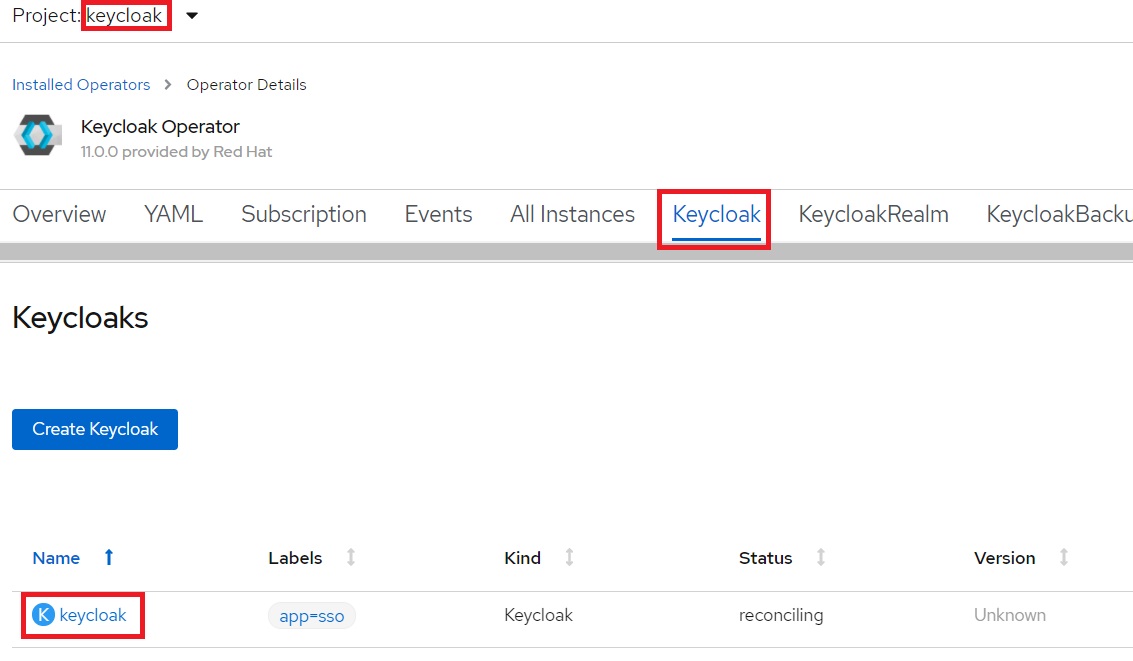 Project: keycloak
Installed Operators > Operator Details
Keycloak Operator
11.0.0 provided by Red Hat
Overview YAML Subscription Events All Instances Keycloak KeycloakRealm KeycloakBacku
Keycloaks
Create Keycloak
Name Labels Kind Status Version
K keycloak app=sso Keycloak reconciling Unknown